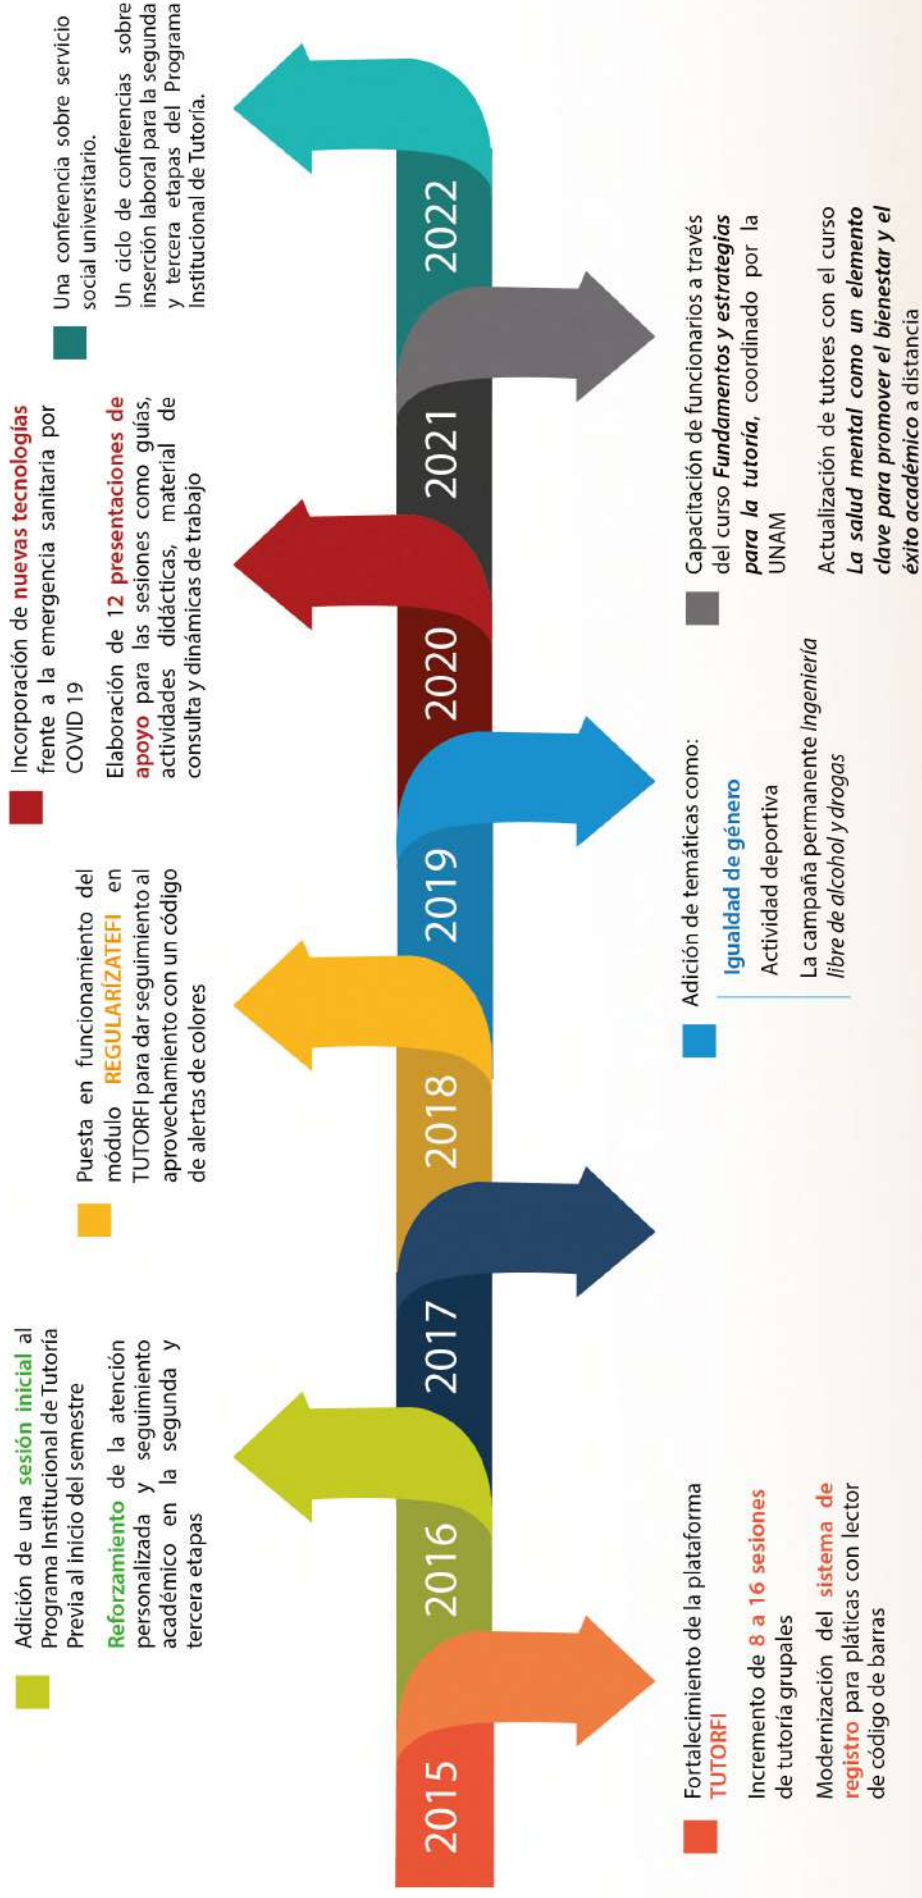 Adición de una sesión inicial al
Programa Institucional de Tutoría
Previa al inicio del semestre
Reforzamiento de la atención
personalizada y seguimiento
académico en la segunda y
tercera etapas
Puesta en funcionamiento del
módulo REGULARÍZATEFI en
TUTORFI para dar seguimiento al
aprovechamiento con un código
de alertas de colores
Incorporación de nuevas tecnologías
frente a la emergencia sanitaria por
COVID 19
Elaboración de 12 presentaciones de
apoyo para las sesiones como guías,
actividades didácticas, material de
consulta y dinámicas de trabajo
Una conferencia sobre servicio
social universitario.
Un ciclo de conferencias sobre
inserción laboral para la segunda
y tercera etapas del Programa
Institucional de Tutoría.
2015
2016
2017
2018
2019
2020
2021
2022
Fortalecimiento de la plataforma
TUTORFI
Incremento de 8 a 16 sesiones
de tutoría grupales
Modernización del sistema de
registro para pláticas con lector
de código de barras
Adición de temáticas como:
Igualdad de género
Actividad deportiva
La campaña permanente Ingeniería
libre de alcohol y drogas
Capacitación de funcionarios a través
del curso Fundamentos y estrategias
para la tutoría, coordinado por la
UNAM
Actualización de tutores con el curso
La salud mental como un elemento
clave para promover el bienestar y el
éxito académico a distancia